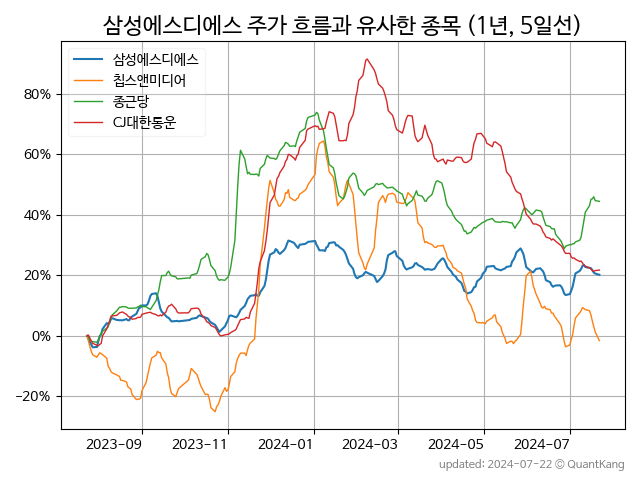 삼성에스디에스 주가 흐름과 유사한 종목 (1년, 5일선)
삼성에스디에스
칩스앤미디어
종근당
CJ대한통운
80%
60%
40%
20%
0%
−20%
2023−09
2023−11
2024−01
2024−03
2024−05
2024−07
updated: 2024-07-22 © QuantKang